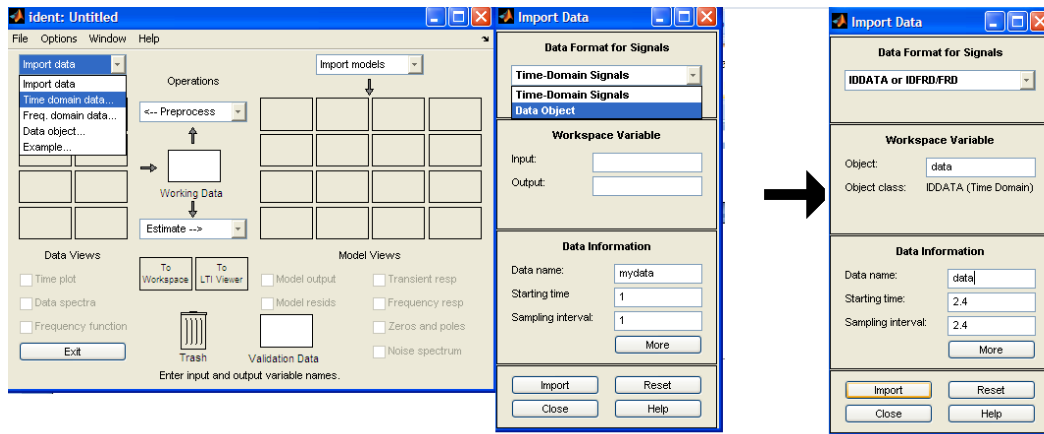 ident: Untitled
File Options Window Help
Import data
Import data
Time domain data...
Freq. domain data...
Data object...
Example...
Operations
<-- Preprocess
Working Data
Estimate -->
Import models
Data Views
Time plot
Data spectra
Frequency function
Exit
To Workspace
To LTI Viewer
Trash
Validation Data
Model Views
Model output
Transient resp
Model resids
Frequency resp
Zeros and poles
Noise spectrum
Enter input and output variable names.
Import Data
Data Format for Signals
Time-Domain Signals
Time-Domain Signals
Data Object
Workspace Variable
Input:
Output:
Data Information
Data name: mydata
Starting time 1
Sampling interval: 1
More
Import Reset
Close Help
Import Data
Data Format for Signals
IDDATA or IDFRD/FRD
Workspace Variable
Object: data
Object class: IDDATA (Time Domain)
Data Information
Data name: data
Starting time: 2.4
Sampling interval: 2.4
More
Import Reset
Close Help